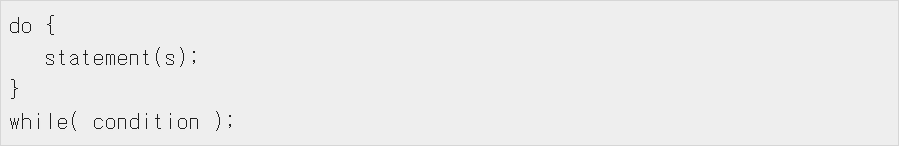 do {
   statement(s);
}
while( condition );